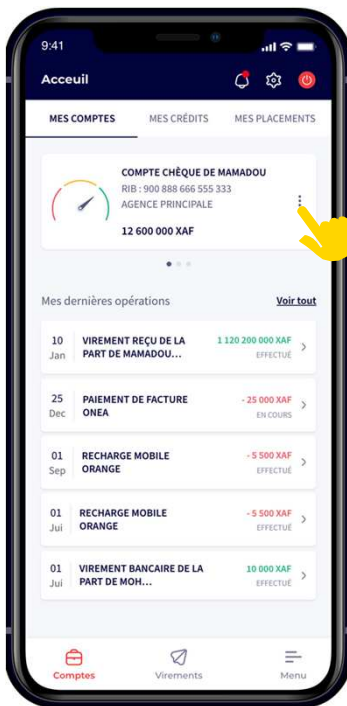 9:41
Acceuil
MES COMPTES MES CRÉDITS MES PLACEMENTS
COMPTE CHÈQUE DE MAMADOU
RIB : 900 888 666 555 333
AGENCE PRINCIPALE
12 600 000 XAF
Mes dernières opérations Voir tout
10 VIREMENT REÇU DE LA 1 120 200 000 XAF
Jan PART DE MAMADOU... EFFECTUÉ
25 PAIEMENT DE FACTURE - 25 000 XAF
Dec ONEA EN COURS
01 RECHARGE MOBILE - 5 500 XAF
Sep ORANGE EFFECTUÉ
01 RECHARGE MOBILE - 5 500 XAF
Jui ORANGE EFFECTUÉ
01 VIREMENT BANCAIRE DE LA 10 000 XAF
Jui PART DE MOH... EFFECTUÉ
Comptes Virements Menu